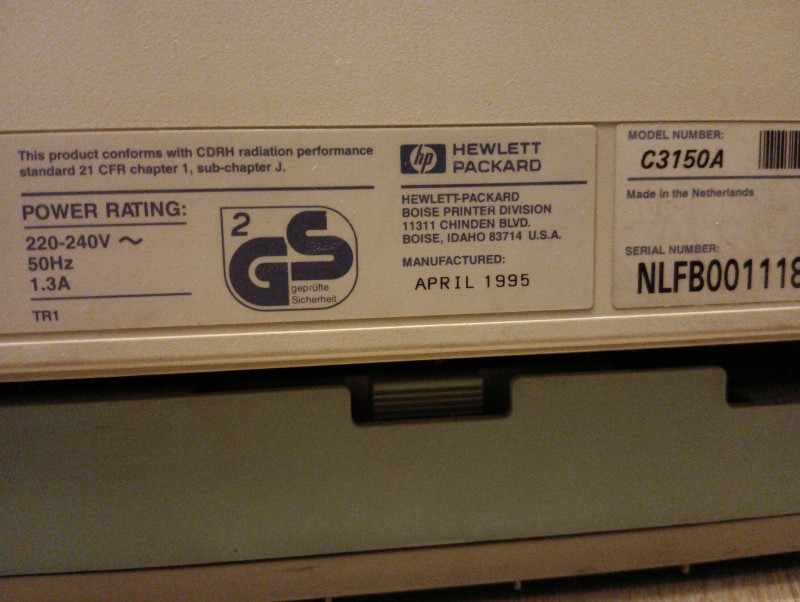 This product conforms with CDRH radiation performance
standard 21 CFR chapter 1, sub-chapter J.
POWER RATING:
220-240V ~
50Hz
1.3A
TR1
2
GS
geprüfte
Sicherheit
hp HEWLETT
PACKARD
HEWLETT-PACKARD
BOISE PRINTER DIVISION
11311 CHINDEN BLVD.
BOISE, IDAHO 83714 U.S.A.
MANUFACTURED:
APRIL 1995
MODEL NUMBER:
C3150A
Made in the Netherlands
SERIAL NUMBER:
NLFB001118